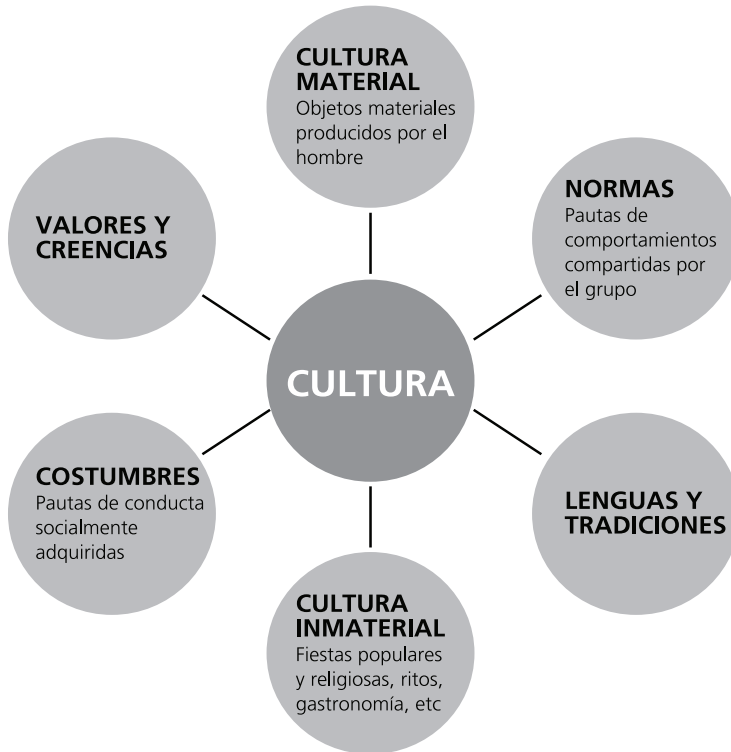 CULTURA
MATERIAL
Objetos materiales
producidos por el
hombre
NORMAS
Pautas de
comportamientos
compartidas por
el grupo
VALORES Y
CREENCIAS
CULTURA
COSTUMBRES
Pautas de conducta
socialmente
adquiridas
LENGUAS Y
TRADICIONES
CULTURA
INMATERIAL
Fiestas populares
y religiosas, ritos,
gastronomía, etc